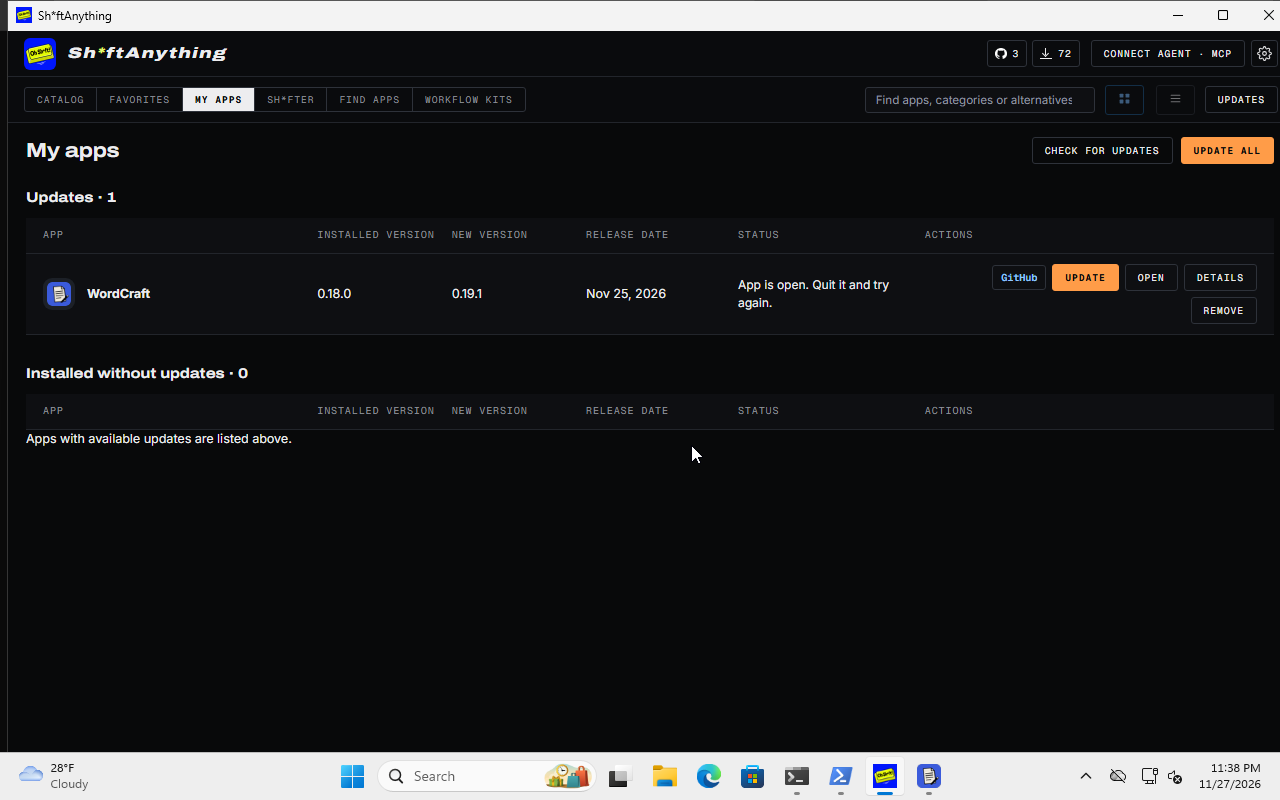 Sh*ftAnything
Oh Sh*ft!
Sh*ftAnything
3
72
CONNECT AGENT · MCP
CATALOG
FAVORITES
MY APPS
SH*FTER
FIND APPS
WORKFLOW KITS
Find apps, categories or alternatives
UPDATES
My apps
CHECK FOR UPDATES
UPDATE ALL
Updates · 1
APP
INSTALLED VERSION
NEW VERSION
RELEASE DATE
STATUS
ACTIONS
WordCraft
0.18.0
0.19.1
Nov 25, 2026
App is open. Quit it and try
again.
GitHub
UPDATE
OPEN
DETAILS
REMOVE
Installed without updates · 0
APP
INSTALLED VERSION
NEW VERSION
RELEASE DATE
STATUS
ACTIONS
Apps with available updates are listed above.
28°F
Cloudy
Search
11:38 PM
11/27/2026